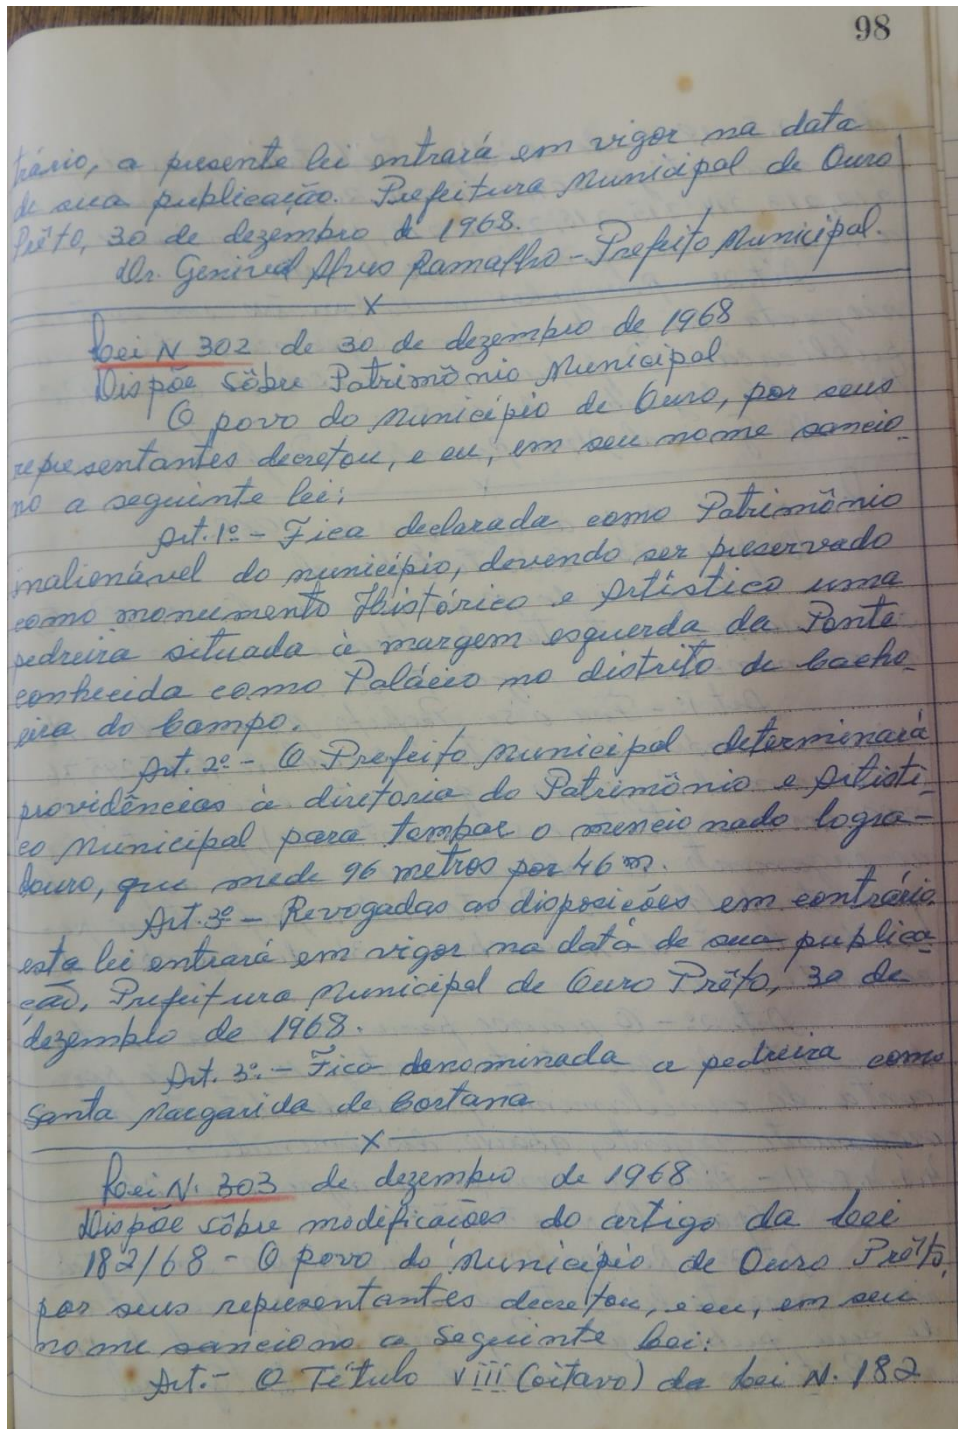 98
trário, a presente lei entrará em vigor na data
de sua publicação. Prefeitura Municipal de Ouro
Prêto, 30 de dezembro de 1968.
Dr. Genival Alves Ramalho - Prefeito Municipal.
X
Lei N 302 de 30 de dezembro de 1968
Dispõe sôbre Patrimônio Municipal
O povo do Município de Ouro, por seus
representantes decretou, e eu, em seu nome sancio-
no a seguinte lei:
Art. 1º - Fica declarada como Patrimônio
inalienável do município, devendo ser preservado
como monumento Histórico e Artístico uma
pedreira situada à margem esquerda da Ponte
conhecida como Palácio no distrito de Cacho-
eira do Campo.
Art. 2º - O Prefeito Municipal determinará
providências à diretoria do Patrimônio e Artisti-
co Municipal para tombar o mencionado logra-
douro, que mede 96 metros por 46 m.
Art. 3º - Revogadas as disposições em contrário,
esta lei entrará em vigor na data de sua publica-
ção, Prefeitura Municipal de Ouro Prêto, 30 de
dezembro de 1968.
Art. 3º. - Fica denominada a pedreira como
Santa Margarida de Cortana
X
Lei N. 303 de dezembro de 1968
Dispõe sôbre modificações do artigo da Lei
182/68 - O povo do Município de Ouro Prêto,
por seus representantes decretou, e eu, em seu
nome sanciono a seguinte Lei:
Art. - O Título VIII (oitavo) da Lei N. 182